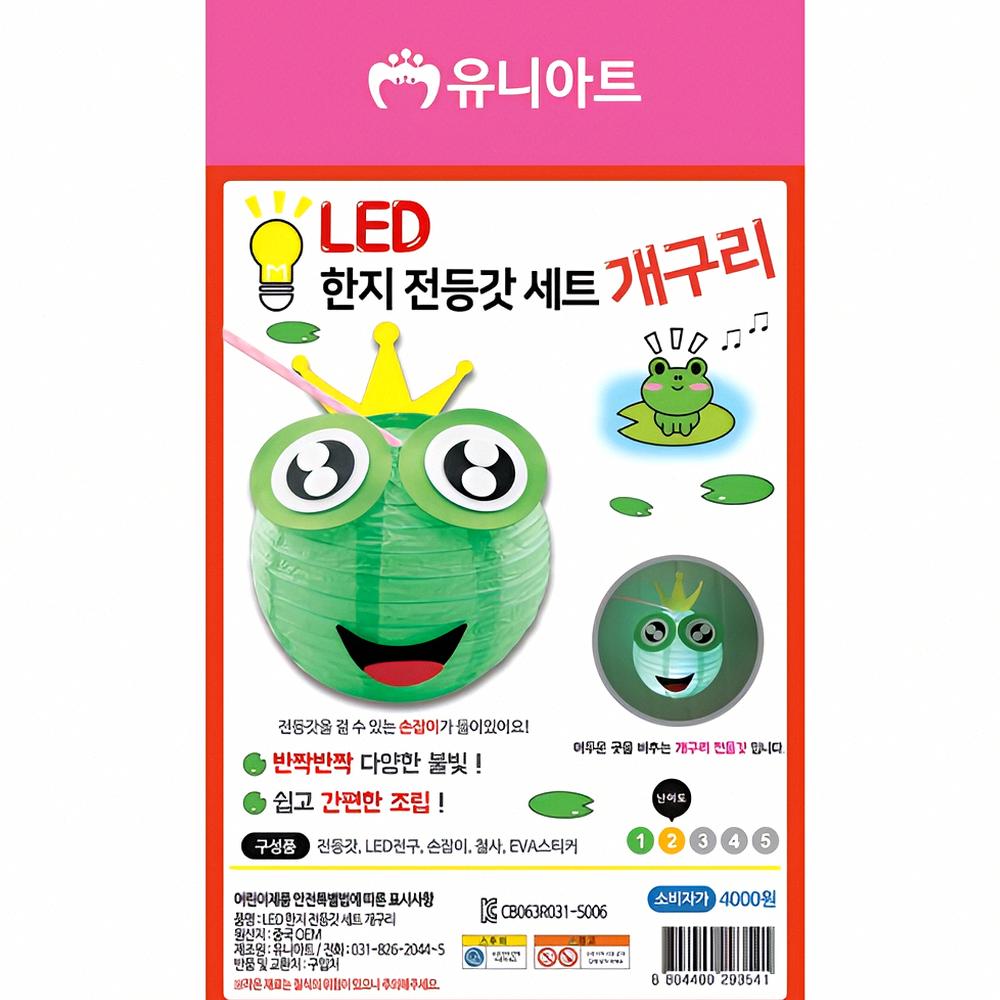 유니아트
LED
한지 전등갓 세트 개구리
전등갓을 걸 수 있는 손잡이가 들어있어요!
반짝반짝 다양한 불빛 !
쉽고 간편한 조립 !
어두운 곳을 비추는 개구리 전등갓 입니다.
난이도
1 2 3 4 5
구성품 전등갓, LED전구, 손잡이, 철사, EVA스티커
어린이제품 안전특별법에 따른 표시사항
품명 : LED 한지 전등갓 세트 개구리
원산지 : 중국 OEM
제조원 : 유니아트 / 전화 : 031-826-2044~5
반품 및 교환처 : 구입처
CB063R031-5006
소비자가 4000원
8 804400 293541